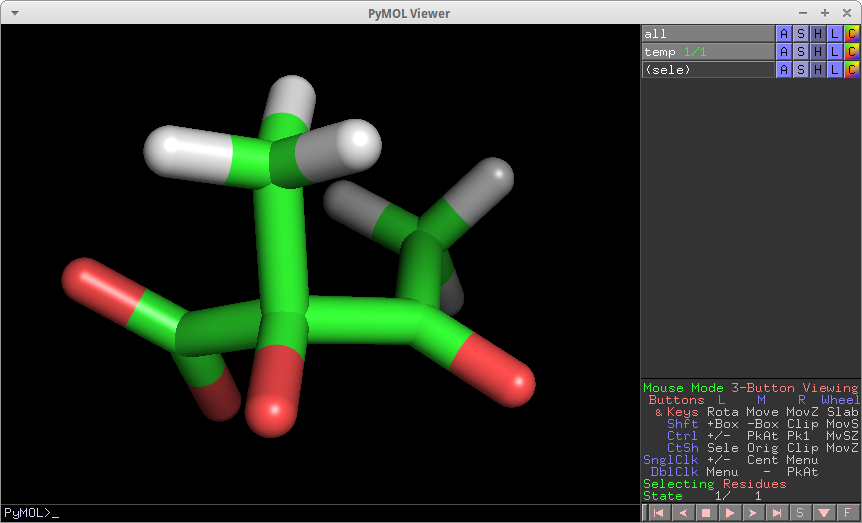 PyMOL Viewer
all A S H L C
temp 1/1 A S H L C
(sele) A S H L C
Mouse Mode 3-Button Viewing
Buttons L M R Wheel
& Keys Rota Move MovZ Slab
Shft +Box -Box Clip MovS
Ctrl +/- PkAt Pk1 MvSZ
CtSh Sele Orig Clip MovZ
SnglClk +/- Cent Menu
DblClk Menu - PkAt
Selecting Residues
State 1/ 1
PyMOL>_
S F